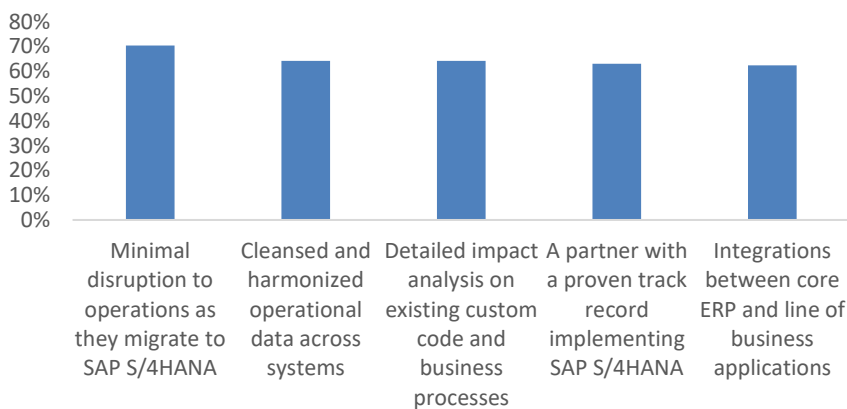 80%
70%
60%
50%
40%
30%
20%
10%
0%
Minimal
disruption to
operations as
they migrate to
SAP S/4HANA
Cleansed and
harmonized
operational
data across
systems
Detailed impact
analysis on
existing custom
code and
business
processes
A partner with
a proven track
record
implementing
SAP S/4HANA
Integrations
between core
ERP and line of
business
applications